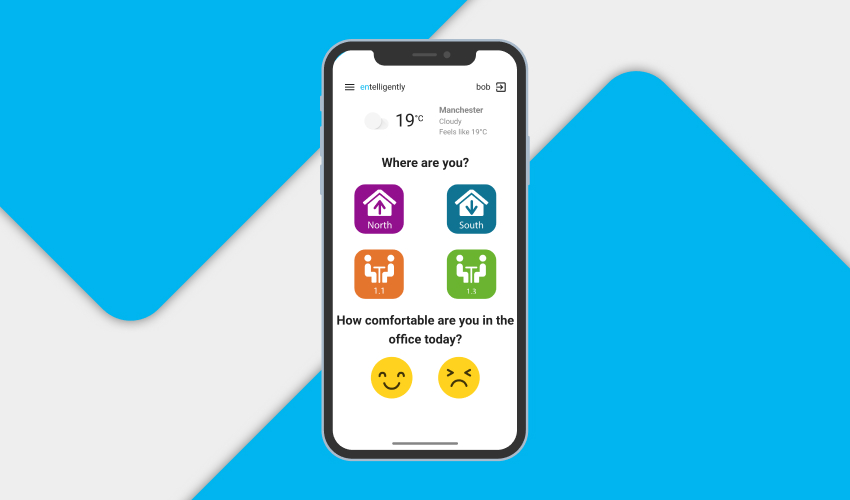 entelligently
bob
19°C
Manchester
Cloudy
Feels like 19°C
Where are you?
North
South
1.1
1.3
How comfortable are you in the
office today?